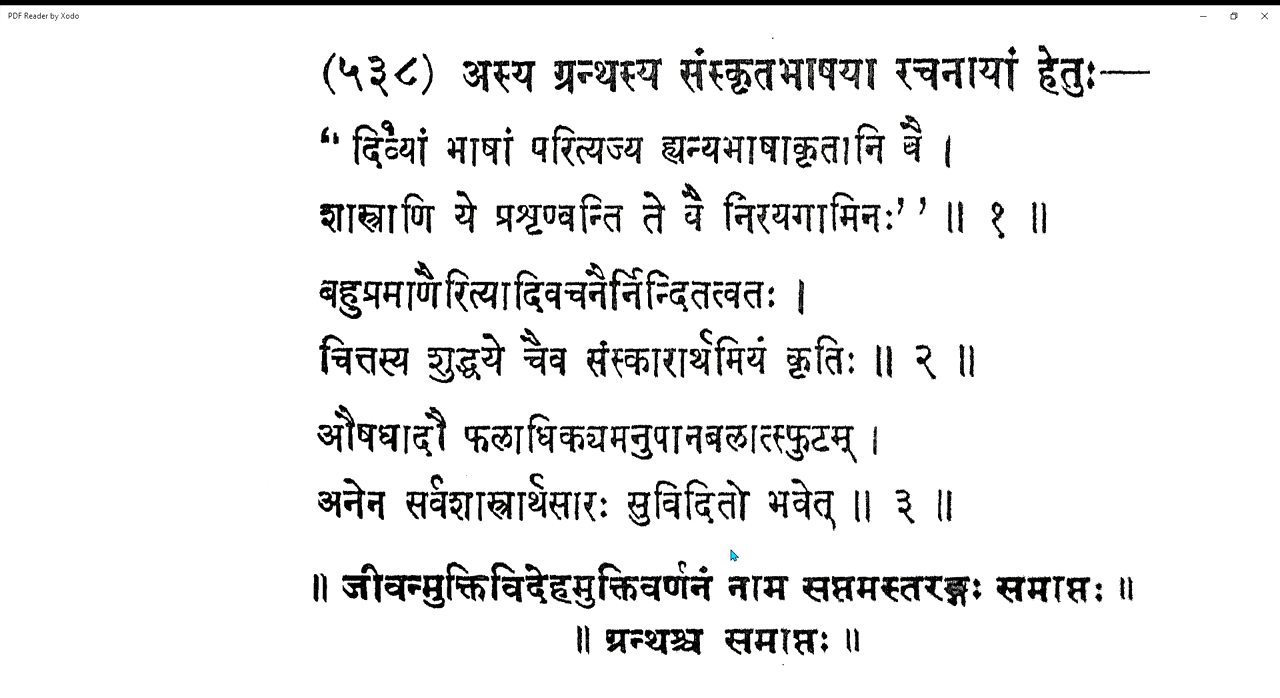 PDF Reader by Xodo
(५३८) अस्य ग्रन्थस्य संस्कृतभाषया रचनायां हेतुः—
“ दिव्यां भाषां परित्यज्य ह्यन्यभाषाकृतानि वै ।
शास्त्राणि ये प्रशृण्वन्ति ते वै निरयगामिनः’’ ॥ १ ॥
बहुप्रमाणैरित्यादिवचनैर्निन्दितत्वतः ।
चित्तस्य शुद्धये चैव संस्कारार्थमियं कृतिः ॥ २ ॥
औषधादौ फलाधिक्यमनुपानबलात्स्फुटम् ।
अनेन सर्वशास्त्रार्थसारः सुविदितो भवेत् ॥ ३ ॥
॥ जीवन्मुक्तिविदेहमुक्तिवर्णनं नाम सप्तमस्तरङ्गः समाप्तः ॥
॥ ग्रन्थश्च समाप्तः ॥